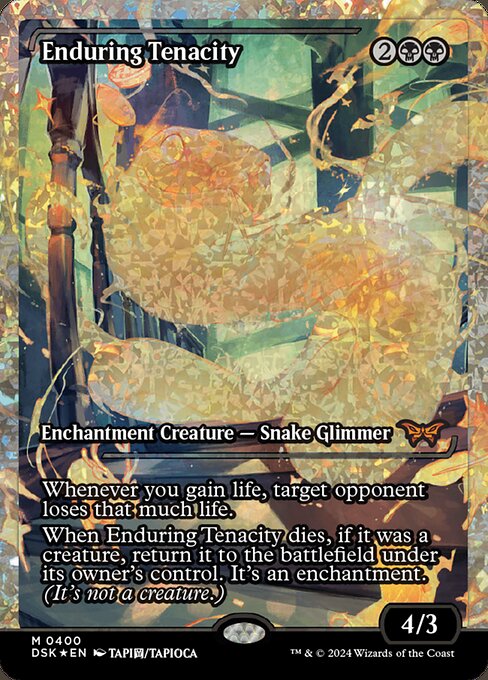 Enduring Tenacity 2
Enchantment Creature — Snake Glimmer
Whenever you gain life, target opponent
loses that much life.
When Enduring Tenacity dies, if it was a
creature, return it to the battlefield under
its owner's control. It's an enchantment.
(It's not a creature.)
4/3
M 0400
DSK★EN TAPI岡/TAPIOCA
™ & © 2024 Wizards of the Coast